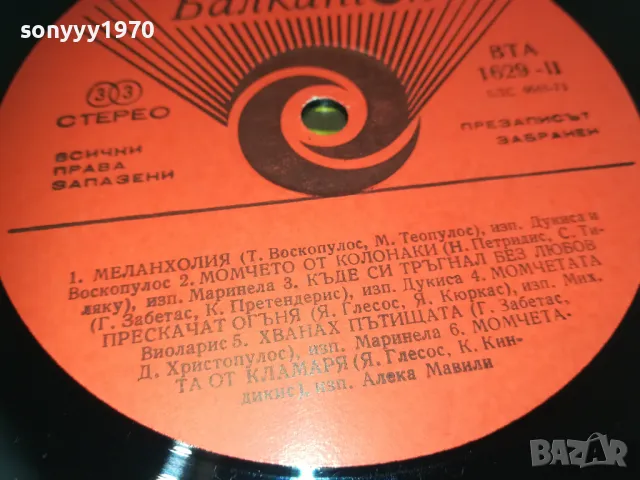 sonyyy1970
Балкантон
ВТА
1629-II
33
СТЕРЕО
ВСИЧКИ
ПРАВА
ЗАПАЗЕНИ
ПРЕЗАПИСЪТ
ЗАБРАНЕН
1. МЕЛАНХОЛИЯ (Т. Воскопулос, М. Теопулос), изп. Дукиса и
Воскопулос 2. МОМЧЕТО ОТ КОЛОНАКИ (Н. Петридис, С. Ти-
ляку), изп. Маринела 3. КЪДЕ СИ ТРЪГНАЛ БЕЗ ЛЮБОВ
(Г. Забетас, К. Претендерис), изп. Дукиса 4. МОМЧЕТАТА
ПРЕСКАЧАТ ОГЪНЯ (Я. Глесос, Я. Кюркас), изп. Мих.
Виоларис 5. ХВАНАХ ПЪТИЩАТА (Г. Забетас,
Д. Христопулос), изп. Маринела 6. МОМЧЕТА-
ТА ОТ КЛАМАРЯ (Я. Глесос, К. Кин-
дикис), изп. Алека Мавили
BAZAR
bg